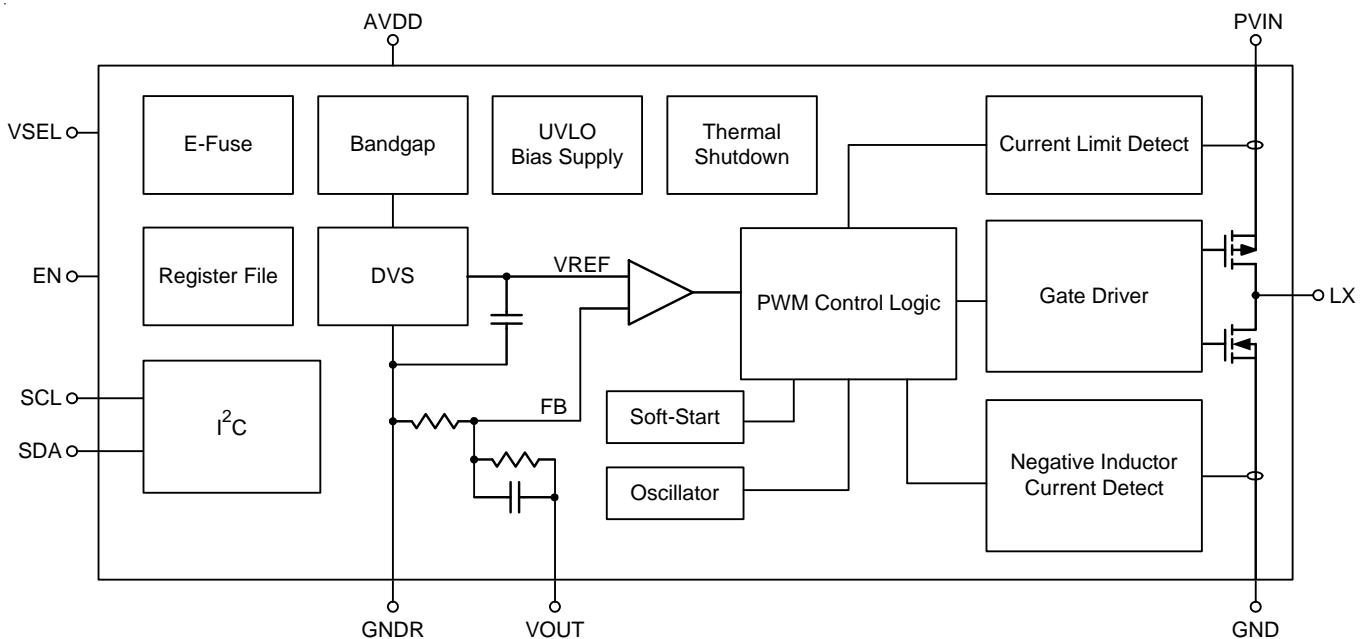 AVDD
PVIN
VSEL
E-Fuse
Bandgap
UVLO
Bias Supply
Thermal
Shutdown
Current Limit Detect
EN
Register File
DVS
VREF
PWM Control Logic
Gate Driver
LX
SCL
SDA
I²C
FB
Soft-Start
Oscillator
Negative Inductor
Current Detect
GNDR
VOUT
GND